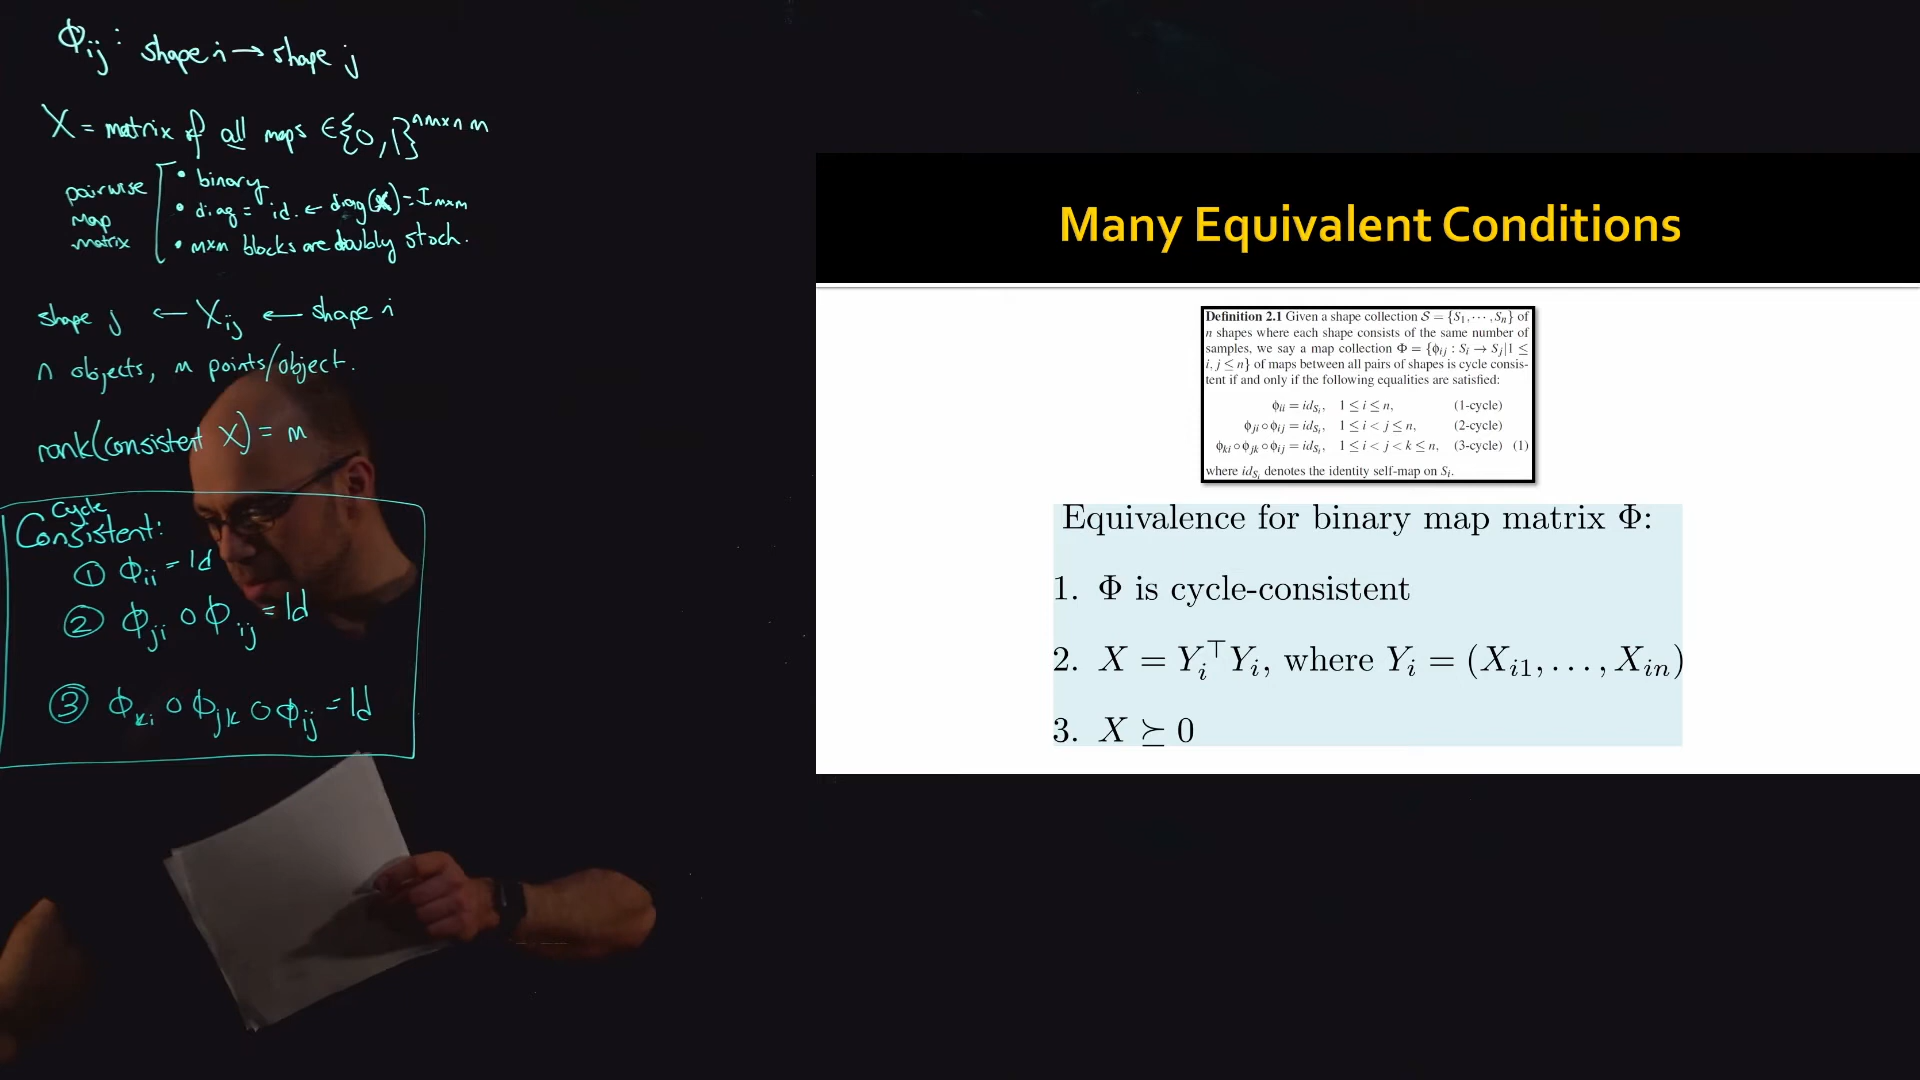 Φij: shape i → shape j
X = matrix of all maps ∈ {0,1}^nm×nm
pairwise map matrix
• binary
• diag = id. ← diag(X) = I m×m
• m×m blocks are doubly stoch.
shape j ← Xij ← shape i
n objects, m points/object.
rank(consistent X) = m
Cycle
Consistent:
① Φii = Id
② Φji ∘ Φij = Id
③ Φki ∘ Φjk ∘ Φij = Id
Many Equivalent Conditions
Definition 2.1 Given a shape collection 𝒮 = {S₁,⋯,Sₙ} of
n shapes where each shape consists of the same number of
samples, we say a map collection Φ = {ϕij : Si → Sj|1 ≤
i, j ≤ n} of maps between all pairs of shapes is cycle consis-
tent if and only if the following equalities are satisfied:
ϕii = idSi, 1 ≤ i ≤ n, (1-cycle)
ϕji ∘ ϕij = idSi, 1 ≤ i < j ≤ n, (2-cycle)
ϕki ∘ ϕjk ∘ ϕij = idSi, 1 ≤ i < j < k ≤ n, (3-cycle) (1)
where idSi denotes the identity self-map on Si.
Equivalence for binary map matrix Φ:
1. Φ is cycle-consistent
2. X = Yi⊤Yi, where Yi = (Xi1, . . . , Xin)
3. X ⪰ 0